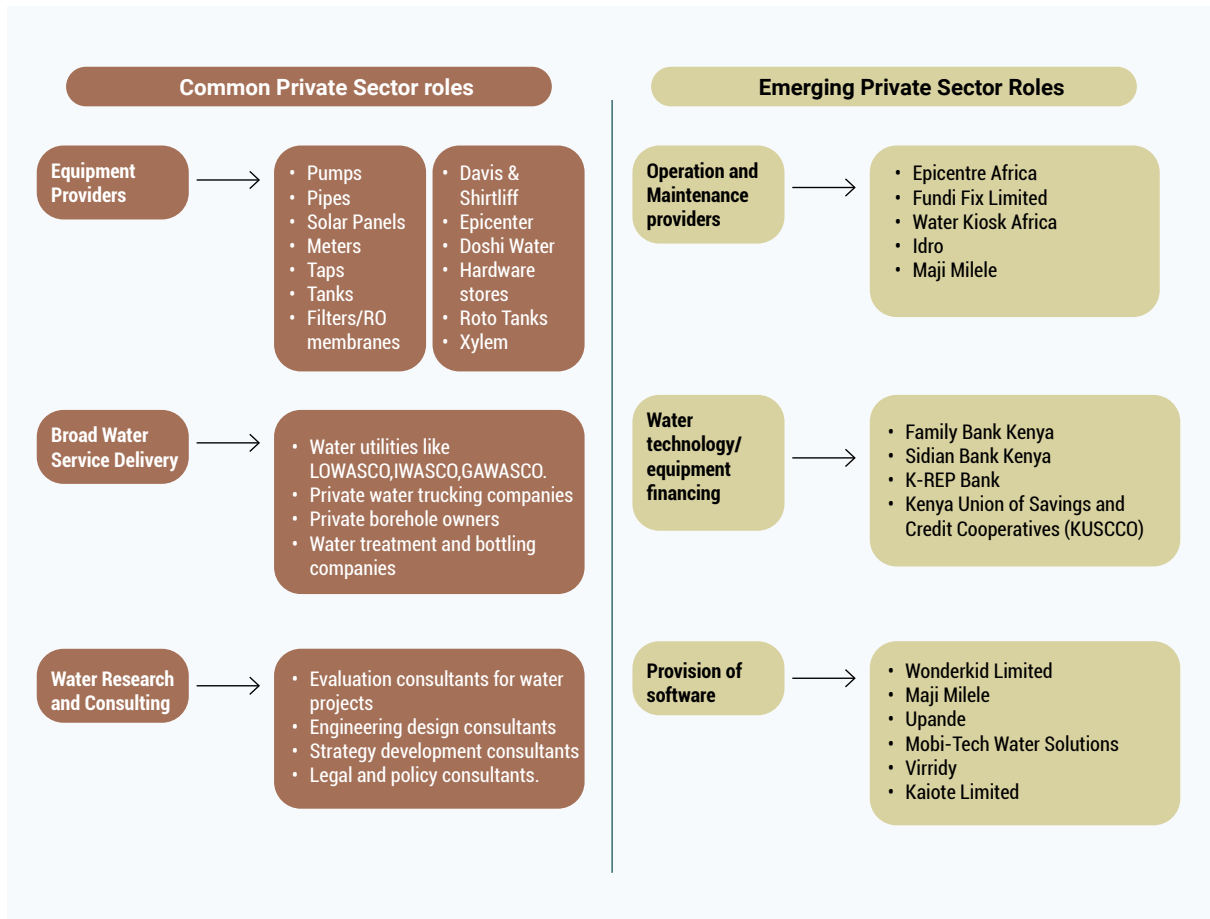 Common Private Sector roles
Equipment
Providers
• Pumps
• Pipes
• Solar Panels
• Meters
• Taps
• Tanks
• Filters/RO
membranes
• Davis &
Shirtliff
• Epicenter
• Doshi Water
• Hardware
stores
• Roto Tanks
• Xylem
Broad Water
Service Delivery
• Water utilities like
LOWASCO,IWASCO,GAWASCO.
• Private water trucking companies
• Private borehole owners
• Water treatment and bottling
companies
Water Research
and Consulting
• Evaluation consultants for water
projects
• Engineering design consultants
• Strategy development consultants
• Legal and policy consultants.
Emerging Private Sector Roles
Operation and
Maintenance
providers
• Epicentre Africa
• Fundi Fix Limited
• Water Kiosk Africa
• Idro
• Maji Milele
Water
technology/
equipment
financing
• Family Bank Kenya
• Sidian Bank Kenya
• K-REP Bank
• Kenya Union of Savings and
Credit Cooperatives (KUSCCO)
Provision of
software
• Wonderkid Limited
• Maji Milele
• Upande
• Mobi-Tech Water Solutions
• Virridy
• Kaiote Limited